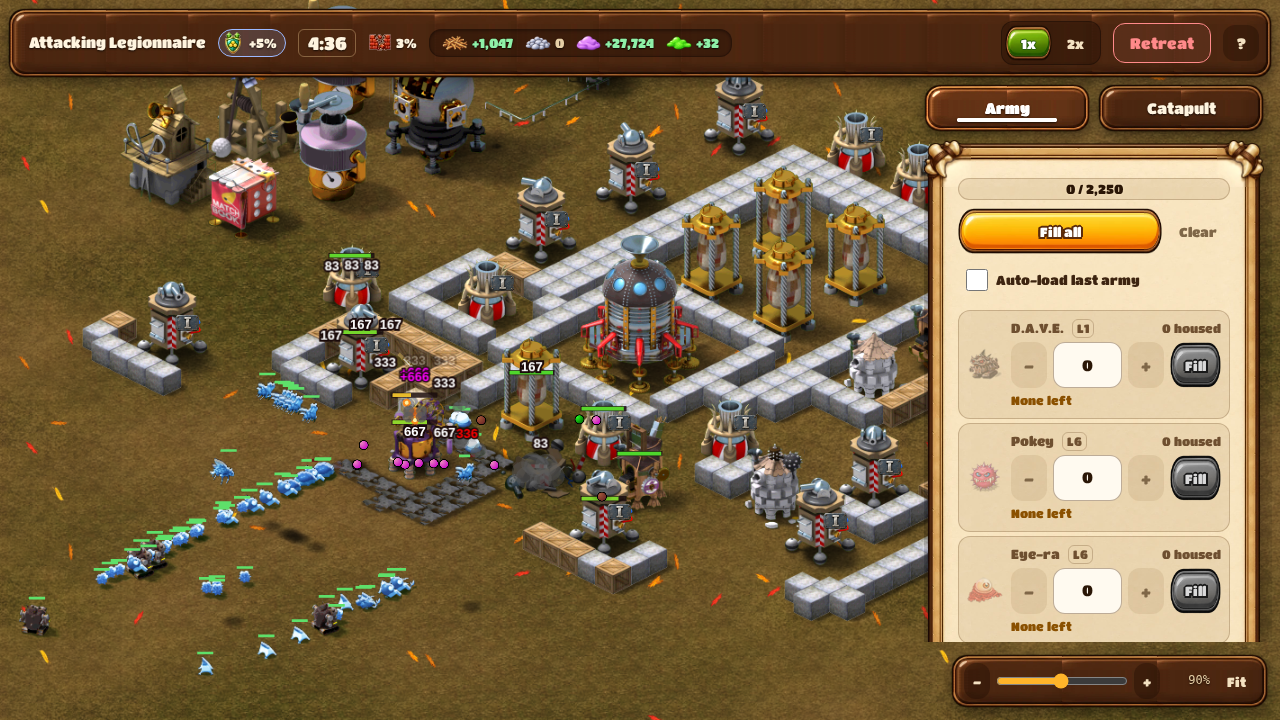 Attacking Legionnaire
+5%
4:36
3%
+1,047
0
+27,724
+32
1x
2x
Retreat
?
Army
Catapult
0 / 2,250
Fill all
Clear
Auto-load last army
D.A.V.E.
L1
0 housed
-
0
+
Fill
None left
Pokey
L6
0 housed
-
0
+
Fill
None left
Eye-ra
L6
0 housed
-
0
+
Fill
None left
I
I
I
I
I
83 83 83
I
I
167
167
167
I
333
333
333
333
+666
167
667
667
336
83
I
I
I
I
I
-
+
90%
Fit